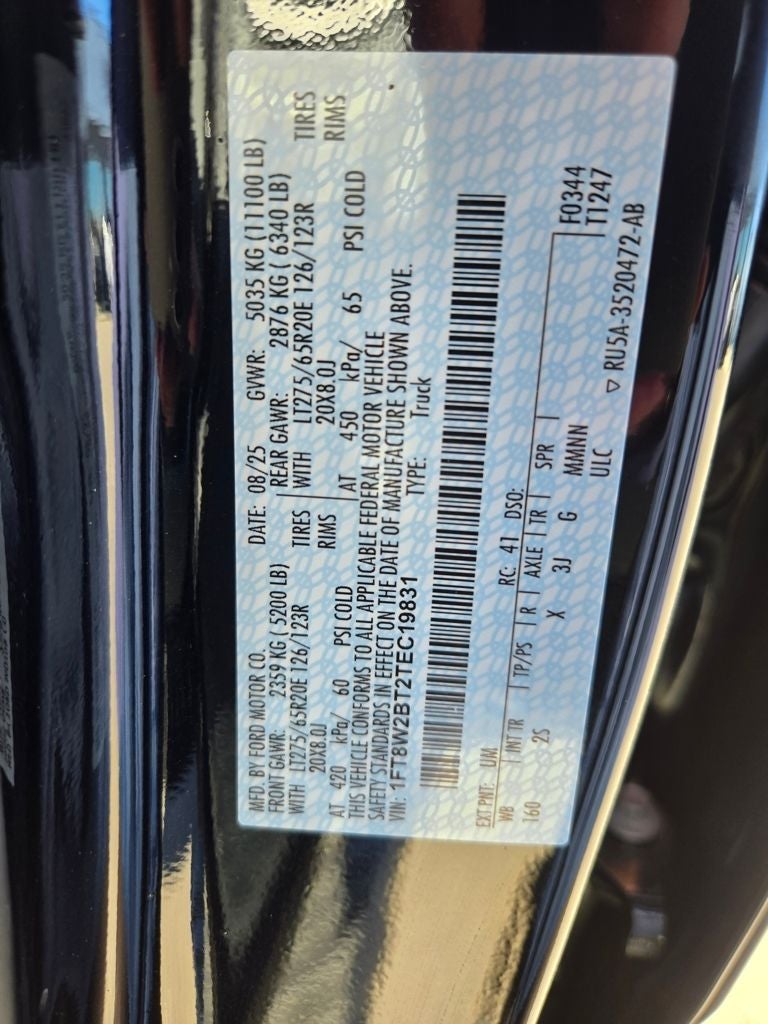 MFD. BY FORD MOTOR CO. DATE: 08/25 GVWR: 5035 KG (11100 LB)
FRONT GAWR: 2359 KG ( 5200 LB) REAR GAWR: 2876 KG ( 6340 LB)
WITH LT275/65R20E 126/123R TIRES WITH LT275/65R20E 126/123R TIRES
20X8.0J RIMS 20X8.0J RIMS
AT 420 kPa/ 60 PSI COLD AT 450 kPa/ 65 PSI COLD
THIS VEHICLE CONFORMS TO ALL APPLICABLE FEDERAL MOTOR VEHICLE
SAFETY STANDARDS IN EFFECT ON THE DATE OF MANUFACTURE SHOWN ABOVE.
VIN: 1FT8W2BT2TEC19831 TYPE: Truck
EXT PNT: UM RC: 41 DSO:
WB INT TR TP/PS R AXLE TR SPR F0344
160 2S X 3J G MMNN T1247
ULC
▽ RU5A-3520472-AB